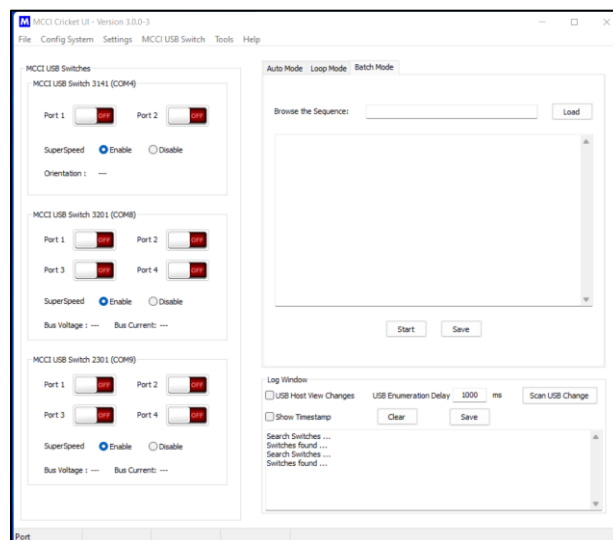 M MCCI Cricket UI - Version 3.0.0-3
File Config System Settings MCCI USB Switch Tools Help
MCCI USB Switches
MCCI USB Switch 3141 (COM4)
Port 1 OFF Port 2 OFF
SuperSpeed Enable Disable
Orientation : ---
MCCI USB Switch 3201 (COM8)
Port 1 OFF Port 2 OFF
Port 3 OFF Port 4 OFF
SuperSpeed Enable Disable
Bus Voltage : --- Bus Current: ---
MCCI USB Switch 2301 (COM9)
Port 1 OFF Port 2 OFF
Port 3 OFF Port 4 OFF
SuperSpeed Enable Disable
Bus Voltage : --- Bus Current: ---
Auto Mode Loop Mode Batch Mode
Browse the Sequence: Load
Start Save
Log Window
USB Host View Changes USB Enumeration Delay 1000 ms Scan USB Change
Show Timestamp Clear Save
Search Switches ...
Switches found ...
Search Switches ...
Switches found ...
Port